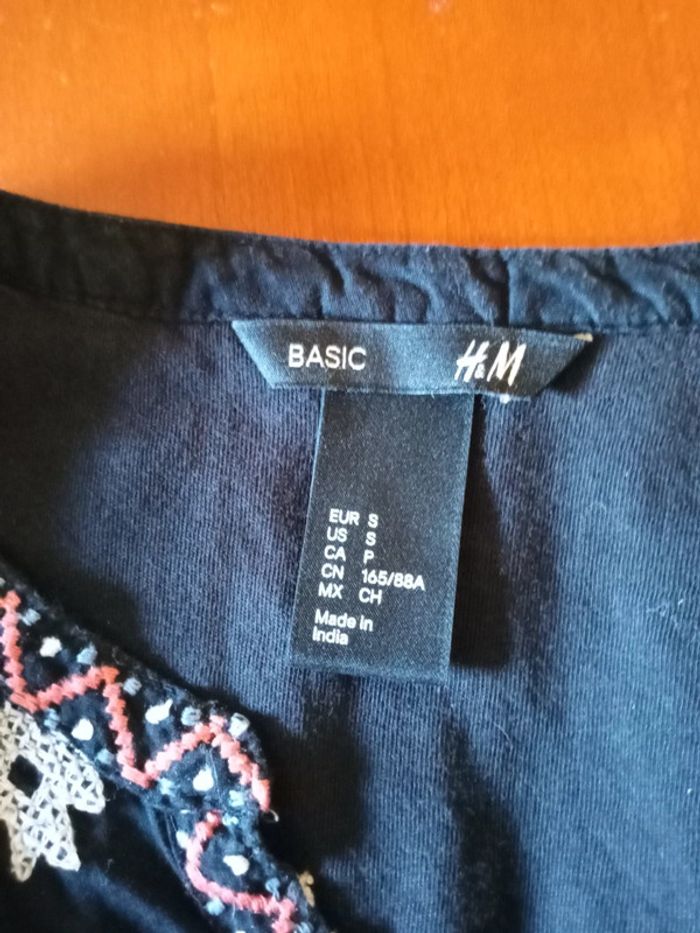 BASIC H&M
EUR S
US S
CA P
CN 165/88A
MX CH
Made in
India